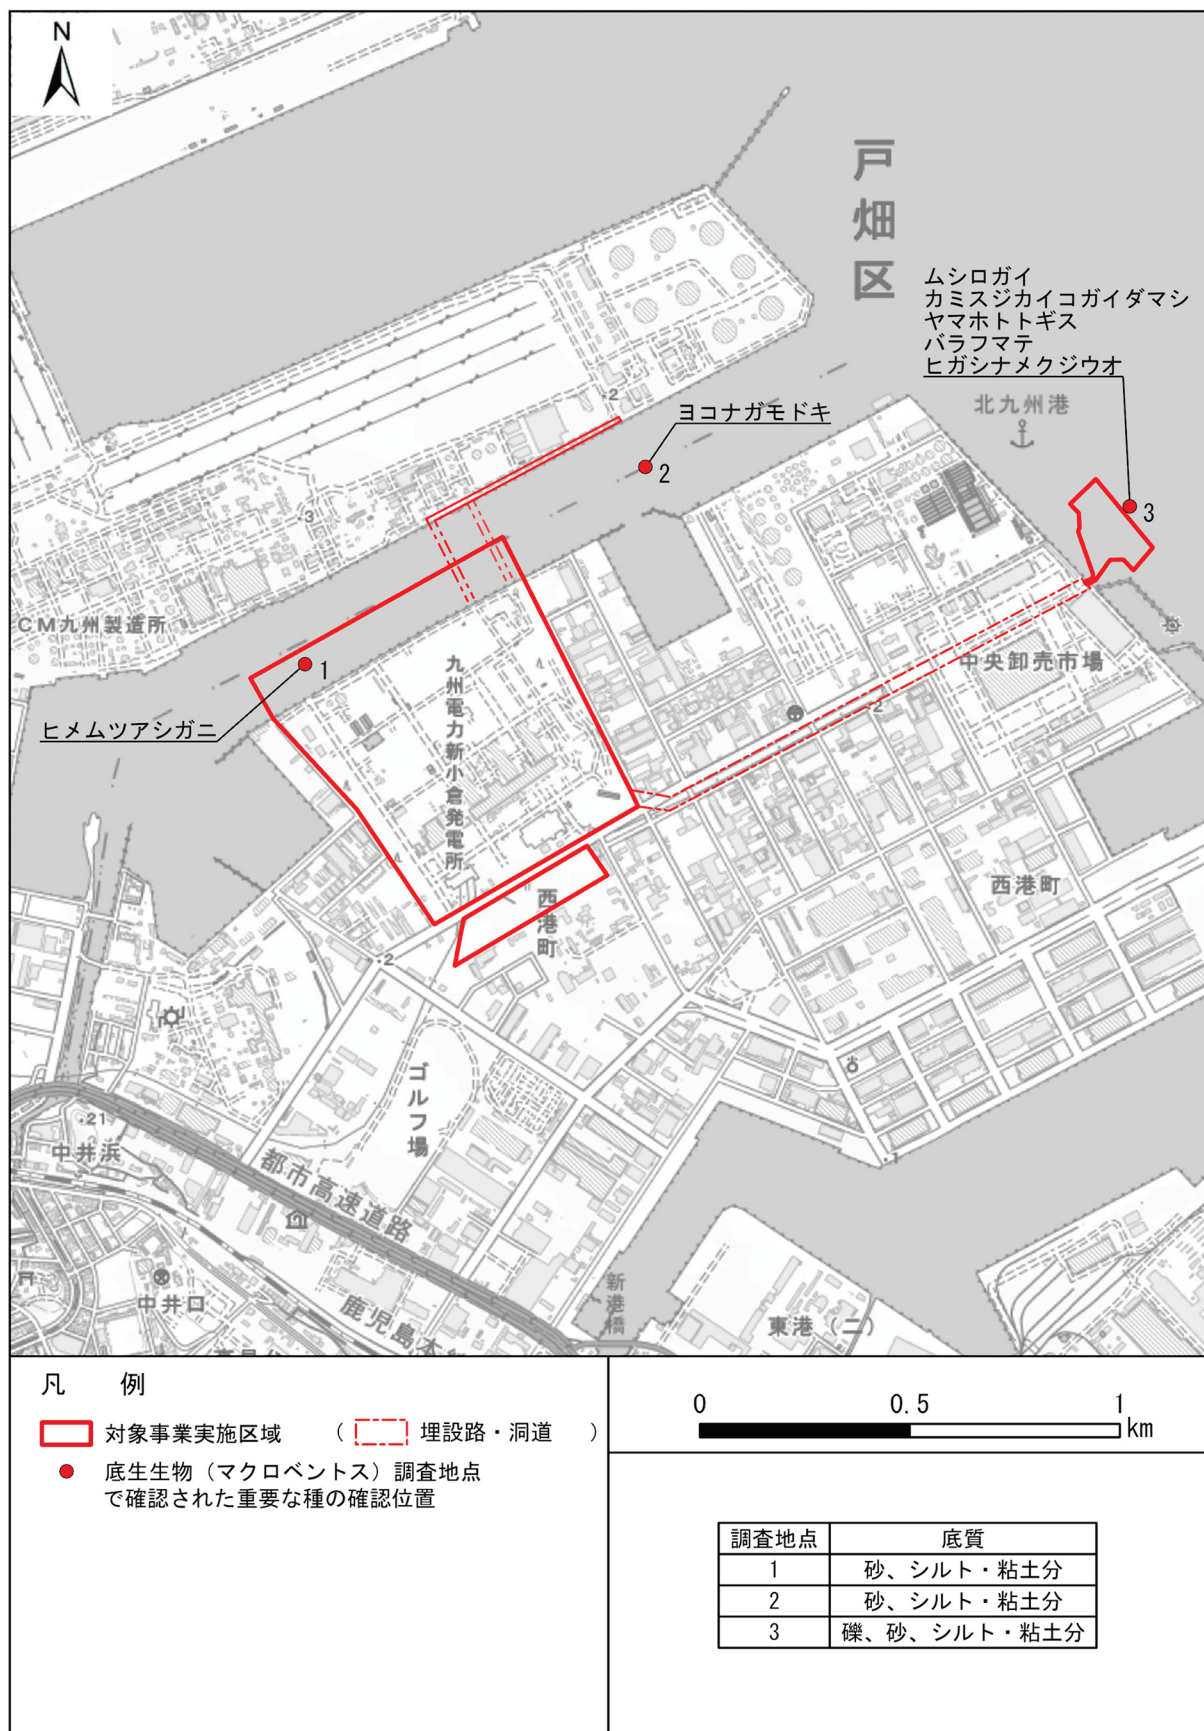 N
戸畑区
ムシロガイ
カミスジカイコガイダマシ
ヤマホトトギス
バラフマテ
ヒガシナメクジウオ
北九州港
ヨコナガモドキ
2
3
2
3
CM九州製造所
1
ヒメムツアシガニ
九州電力新小倉発電所
中央卸売市場
2
西港町
西港町
2
ゴルフ場
21
中井浜
都市高速道路
中井口
鹿児島本線
新港橋
東港(二)
凡 例
対象事業実施区域 ( 埋設路・洞道 )
底生生物(マクロベントス)調査地点
で確認された重要な種の確認位置
0 0.5 1
km
調査地点 底質
1 砂、シルト・粘土分
2 砂、シルト・粘土分
3 礫、砂、シルト・粘土分